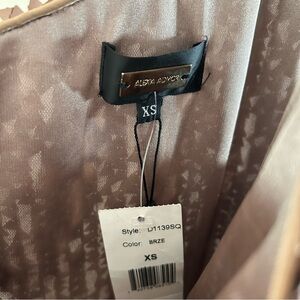 ALEXIA ADMOR
XS
Style: D1139SQ
Color: BRZE
XS